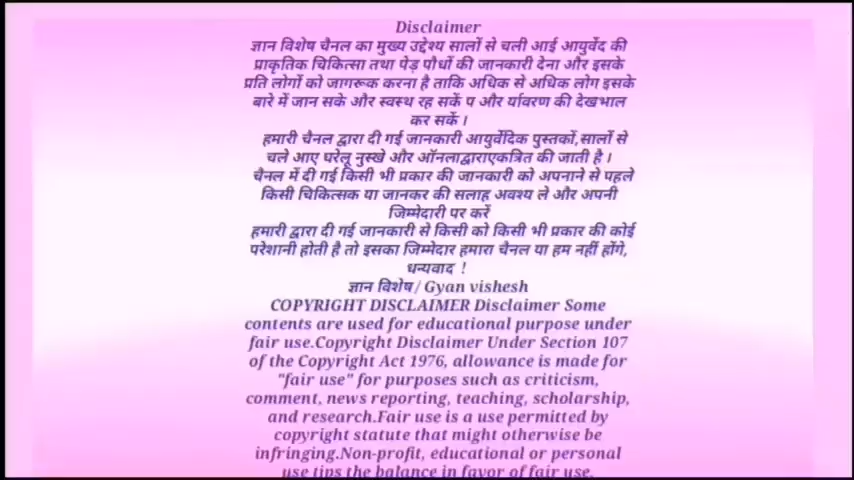 Disclaimer
ज्ञान विशेष चैनल का मुख्य उद्देश्य सालों से चली आई आयुर्वेद की
प्राकृतिक चिकित्सा तथा पेड़ पौधों की जानकारी देना और इसके
प्रति लोगों को जागरूक करना है ताकि अधिक से अधिक लोग इसके
बारे में जान सके और स्वस्थ रह सकें प और र्यावरण की देखभाल
कर सकें ।
हमारी चैनल द्वारा दी गई जानकारी आयुर्वेदिक पुस्तकों,सालों से
चले आए घरेलू नुस्खे और ऑनलाद्वाराएकत्रित की जाती है ।
चैनल में दी गई किसी भी प्रकार की जानकारी को अपनाने से पहले
किसी चिकित्सक या जानकर की सलाह अवश्य ले और अपनी
जिम्मेदारी पर करें
हमारी द्वारा दी गई जानकारी से किसी को किसी भी प्रकार की कोई
परेशानी होती है तो इसका जिम्मेदार हमारा चैनल या हम नहीं होंगे,
धन्यवाद !
ज्ञान विशेष/ Gyan vishesh
COPYRIGHT DISCLAIMER Disclaimer Some
contents are used for educational purpose under
fair use.Copyright Disclaimer Under Section 107
of the Copyright Act 1976, allowance is made for
"fair use" for purposes such as criticism,
comment, news reporting, teaching, scholarship,
and research.Fair use is a use permitted by
copyright statute that might otherwise be
infringing.Non-profit, educational or personal
use tips the balance in favor of fair use.